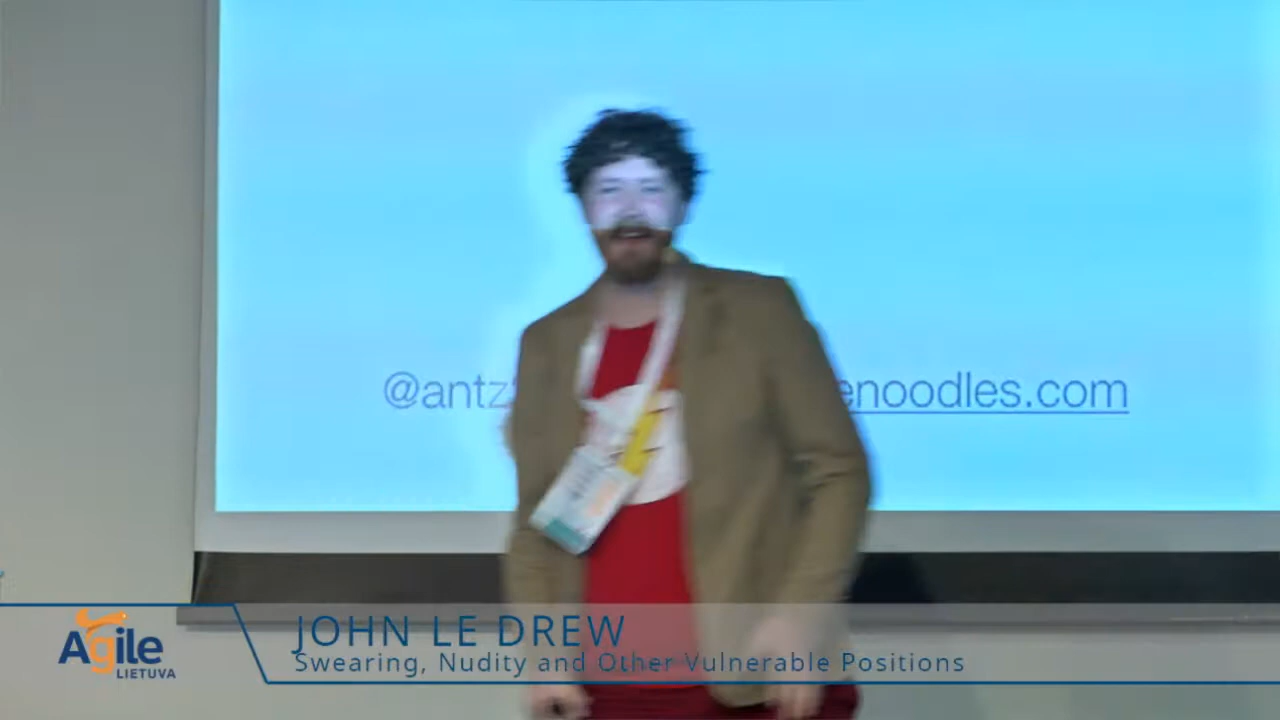 @antz enoodles.com
JOHN LE DREW
Swearing, Nudity and Other Vulnerable Positions
Agile
LIETUVA